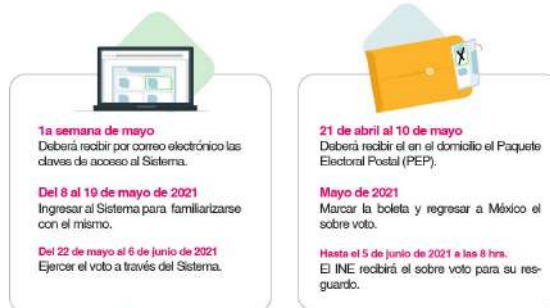 1a semana de mayo
Deberá recibir por correo electrónico las
claves de acceso al Sistema.
Del 8 al 19 de mayo de 2021
Ingresar al Sistema para familiarizarse
con el mismo.
Del 22 de mayo al 6 de junio de 2021
Ejercer el voto a través del Sistema.
21 de abril al 10 de mayo
Deberá recibir el en el domicilio el Paquete
Electoral Postal (PEP).
Mayo de 2021
Marcar la boleta y regresar a México el
sobre voto.
Hasta el 5 de junio de 2021 a las 8 hrs.
El INE recibirá el sobre voto para su res-
guardo.